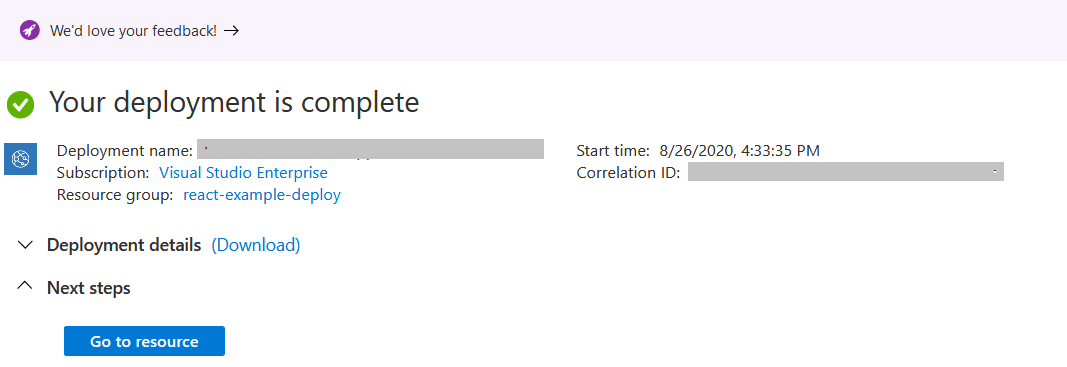 We'd love your feedback! →
Your deployment is complete
Deployment name:
Subscription: Visual Studio Enterprise
Resource group: react-example-deploy
Start time: 8/26/2020, 4:33:35 PM
Correlation ID:
Deployment details (Download)
Next steps
Go to resource